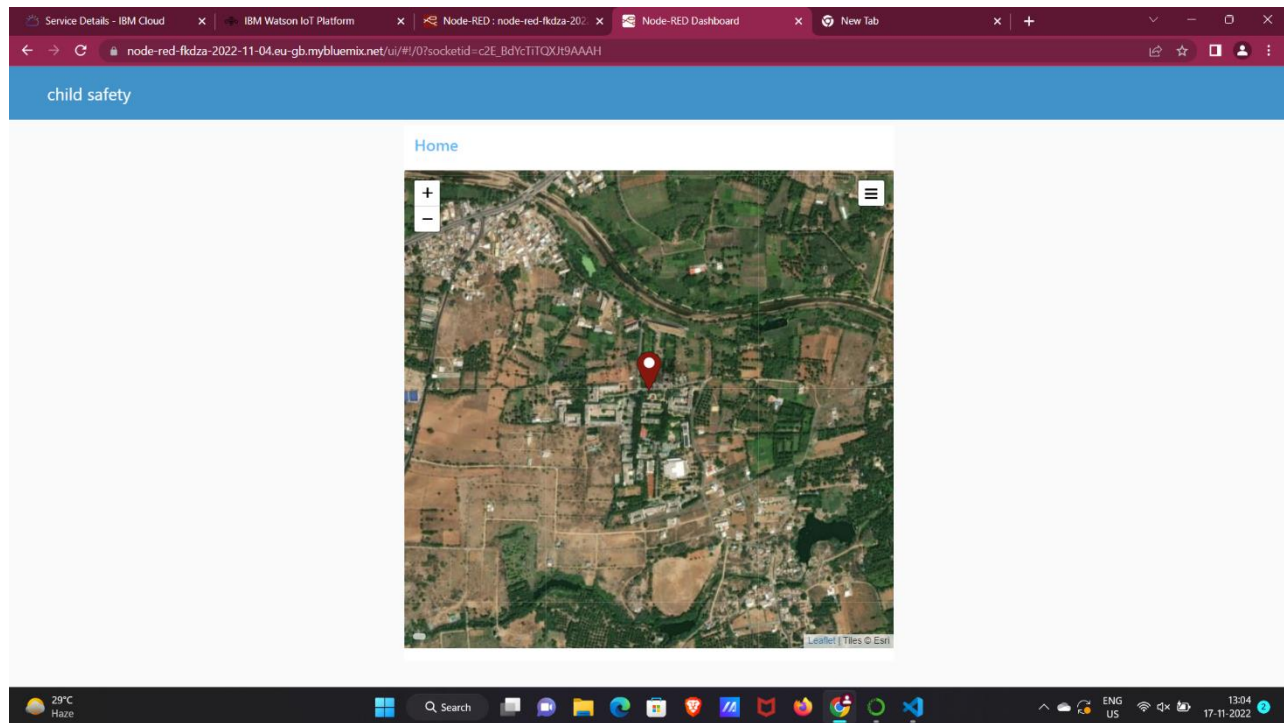 Service Details - IBM Cloud
IBM Watson IoT Platform
Node-RED : node-red-fkdza-202
Node-RED Dashboard
New Tab
node-red-fkdza-2022-11-04.eu-gb.mybluemix.net/ui/#!/0?socketid=c2E_BdYcTiTQXJt9AAAH
child safety
Home
+
−
Leaflet | Tiles © Esri
29°C
Haze
Search
ENG
US
13:04
17-11-2022
2